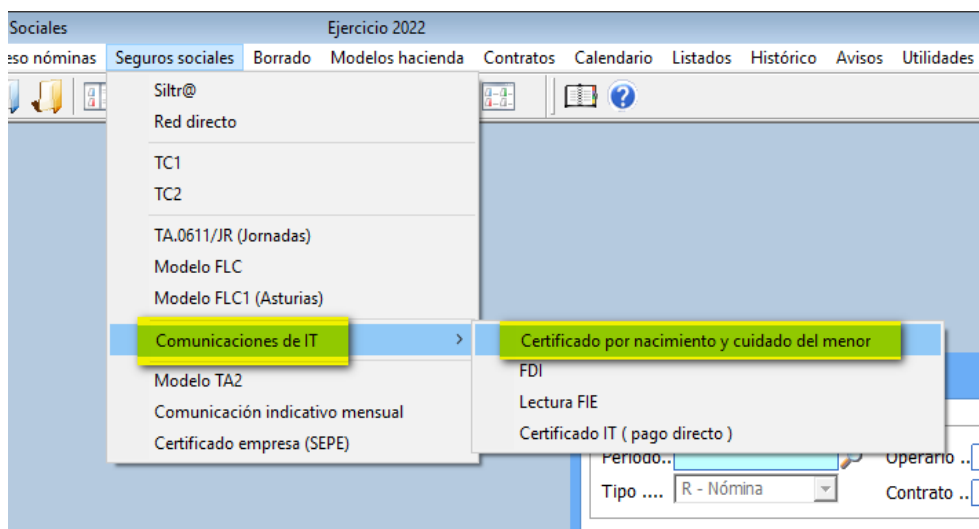 Sociales Ejercicio 2022
eso nóminas Seguros sociales Borrado Modelos hacienda Contratos Calendario Listados Histórico Avisos Utilidades
Siltr@
Red directo
TC1
TC2
TA.0611/JR (Jornadas)
Modelo FLC
Modelo FLC1 (Asturias)
Comunicaciones de IT > Certificado por nacimiento y cuidado del menor
Modelo TA2 FDI
Comunicación indicativo mensual Lectura FIE
Certificado empresa (SEPE) Certificado IT ( pago directo )
Período.. Operario ..
Tipo .... R - Nómina Contrato ..